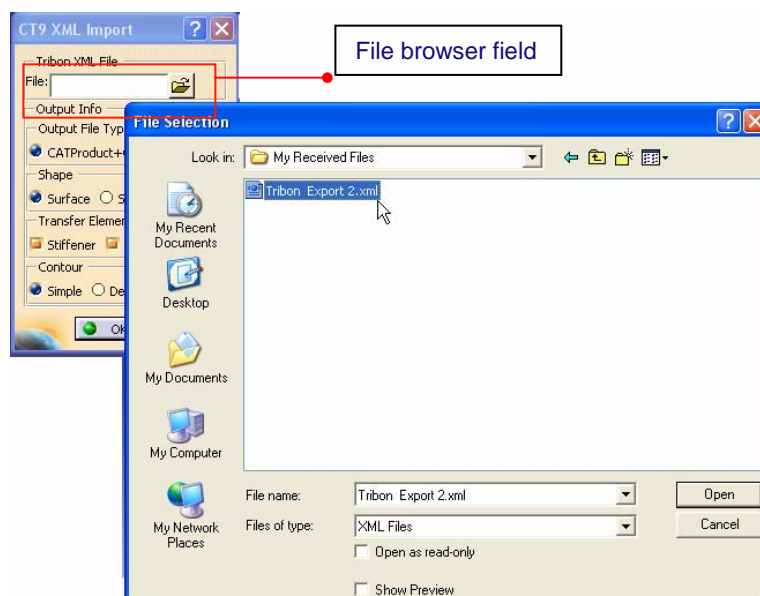 CT9 XML Import
File browser field
Tribon XML File
File:
Output Info
Output File Typ
CATProduct+
Shape
Surface S
Transfer Elemer
Stiffener
Contour
Simple De
OK
File Selection
Look in: My Received Files
Tribon Export 2.xml
My Recent
Documents
Desktop
My Documents
My Computer
My Network
Places
File name: Tribon Export 2.xml Open
Files of type: XML Files Cancel
Open as read-only
Show Preview